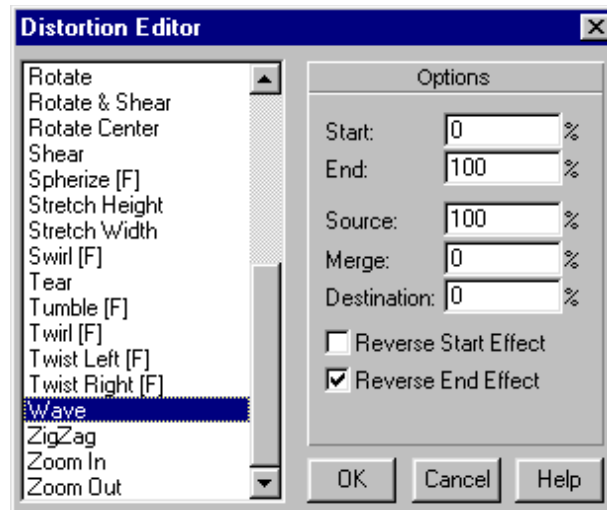 Distortion Editor
Rotate
Rotate & Shear
Rotate Center
Shear
Spherize [F]
Stretch Height
Stretch Width
Swirl [F]
Tear
Tumble [F]
Twirl [F]
Twist Left [F]
Twist Right [F]
Wave
ZigZag
Zoom In
Zoom Out
Options
Start: 0 %
End: 100 %
Source: 100 %
Merge: 0 %
Destination: 0 %
Reverse Start Effect
Reverse End Effect
OK Cancel Help